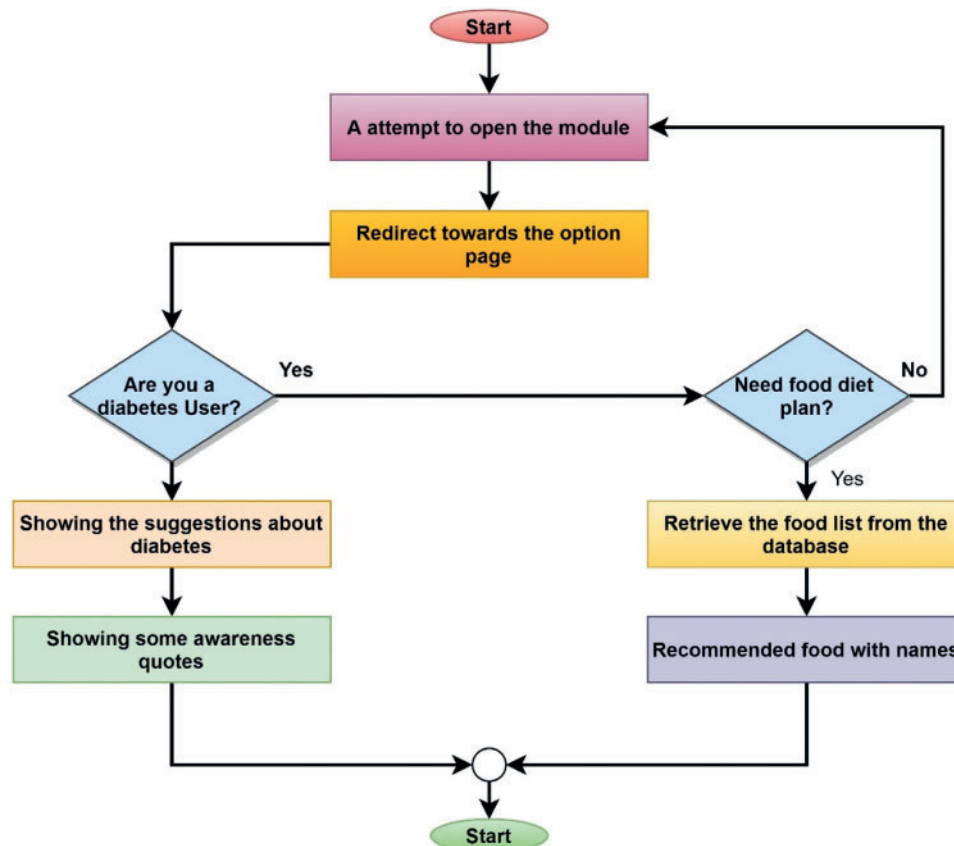 Start
A attempt to open the module
Redirect towards the option
page
Are you a
diabetes User?
Yes
Need food diet
plan?
No
Yes
Showing the suggestions about
diabetes
Retrieve the food list from the
database
Showing some awareness
quotes
Recommended food with names
Start